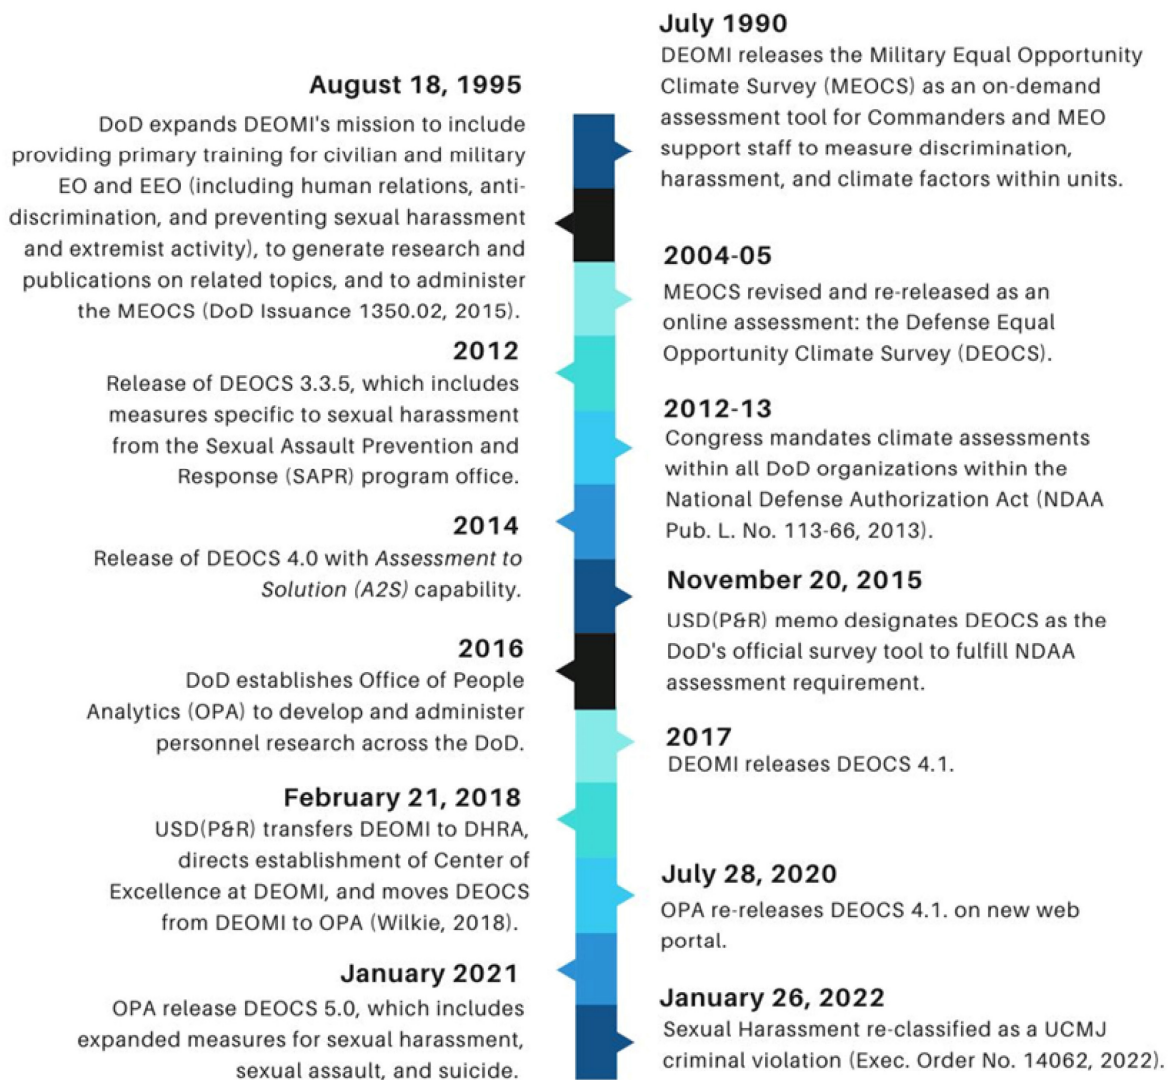 July 1990
DEOMI releases the Military Equal Opportunity
Climate Survey (MEOCS) as an on-demand
assessment tool for Commanders and MEO
support staff to measure discrimination,
harassment, and climate factors within units.
August 18, 1995
DoD expands DEOMI's mission to include
providing primary training for civilian and military
EO and EEO (including human relations, anti-
discrimination, and preventing sexual harassment
and extremist activity), to generate research and
publications on related topics, and to administer
the MEOCS (DoD Issuance 1350.02, 2015).
2004-05
MEOCS revised and re-released as an
online assessment: the Defense Equal
Opportunity Climate Survey (DEOCS).
2012
Release of DEOCS 3.3.5, which includes
measures specific to sexual harassment
from the Sexual Assault Prevention and
Response (SAPR) program office.
2012-13
Congress mandates climate assessments
within all DoD organizations within the
National Defense Authorization Act (NDAA
Pub. L. No. 113-66, 2013).
2014
Release of DEOCS 4.0 with Assessment to
Solution (A2S) capability.
November 20, 2015
USD(P&R) memo designates DEOCS as the
DoD's official survey tool to fulfill NDAA
assessment requirement.
2016
DoD establishes Office of People
Analytics (OPA) to develop and administer
personnel research across the DoD.
2017
DEOMI releases DEOCS 4.1.
February 21, 2018
USD(P&R) transfers DEOMI to DHRA,
directs establishment of Center of
Excellence at DEOMI, and moves DEOCS
from DEOMI to OPA (Wilkie, 2018).
July 28, 2020
OPA re-releases DEOCS 4.1. on new web
portal.
January 2021
OPA release DEOCS 5.0, which includes
expanded measures for sexual harassment,
sexual assault, and suicide.
January 26, 2022
Sexual Harassment re-classified as a UCMJ
criminal violation (Exec. Order No. 14062, 2022).